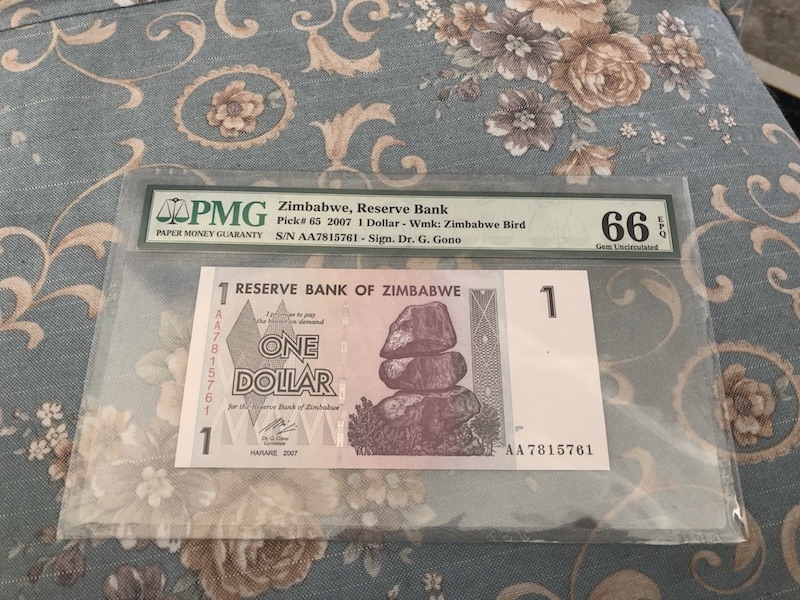 PMG
PAPER MONEY GUARANTY
Zimbabwe, Reserve Bank
Pick# 65 2007 1 Dollar - Wmk: Zimbabwe Bird
S/N AA7815761 - Sign. Dr. G. Gono
66 EPQ
Gem Uncirculated
1 RESERVE BANK OF ZIMBABWE
1
I promise to pay
the bearer on demand
AA7815761
ONE
DOLLAR
for the Reserve Bank of Zimbabwe
Dr G. Gono
Governor
1
HARARE 2007
AA7815761